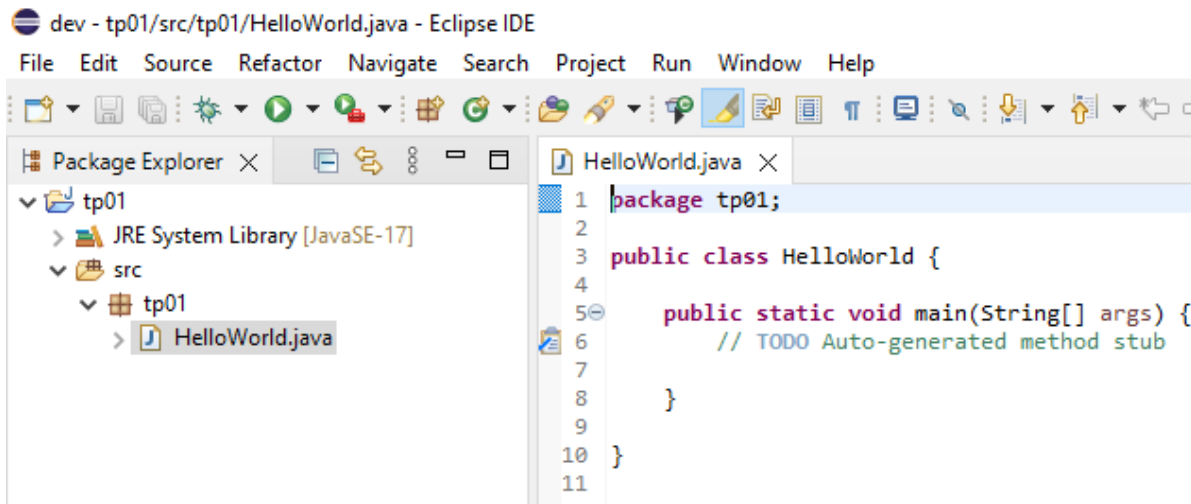 dev - tp01/src/tp01/HelloWorld.java - Eclipse IDE
File Edit Source Refactor Navigate Search Project Run Window Help
Package Explorer
tp01
JRE System Library [JavaSE-17]
src
tp01
HelloWorld.java
HelloWorld.java
1 package tp01;
2
3 public class HelloWorld {
4
5 public static void main(String[] args) {
6 // TODO Auto-generated method stub
7
8 }
9
10 }
11